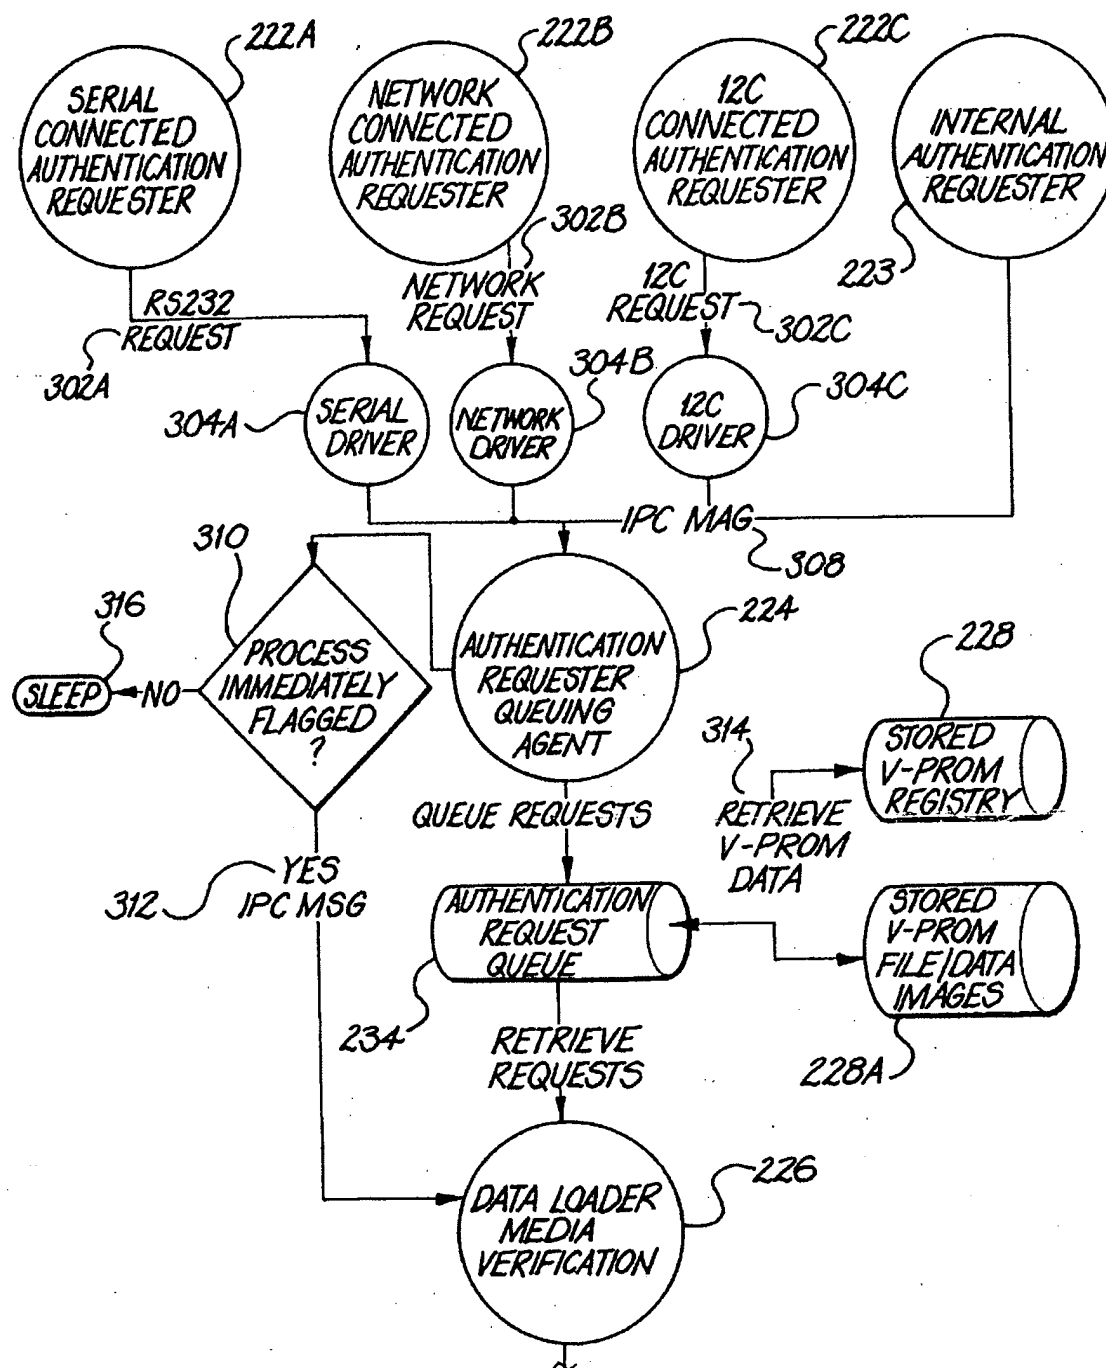 222A
222B
222C
SERIAL
CONNECTED
AUTHENTICATION
REQUESTER
NETWORK
CONNECTED
AUTHENTICATION
REQUESTER
12C
CONNECTED
AUTHENTICATION
REQUESTER
INTERNAL
AUTHENTICATION
REQUESTER
223
302B
RS232
REQUEST
302A
NETWORK
REQUEST
12C
REQUEST
302C
304A
SERIAL
DRIVER
304B
NETWORK
DRIVER
304C
12C
DRIVER
IPC MAG
308
310
316
SLEEP
NO
PROCESS
IMMEDIATELY
FLAGGED
?
224
AUTHENTICATION
REQUESTER
QUEUING
AGENT
228
STORED
V-PROM
REGISTRY
314
RETRIEVE
V-PROM
DATA
QUEUE REQUESTS
312
YES
IPC MSG
AUTHENTICATION
REQUEST
QUEUE
234
STORED
V-PROM
FILE/DATA
IMAGES
228A
RETRIEVE
REQUESTS
226
DATA LOADER
MEDIA
VERIFICATION